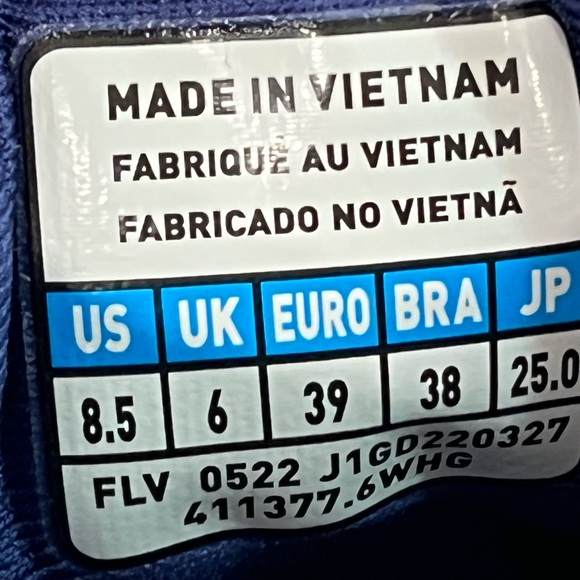 MADE IN VIETNAM
FABRIQUÉ AU VIETNAM
FABRICADO NO VIETNÃ
US UK EURO BRA JP
8.5 6 39 38 25.0
FLV 0522 J1GD220327
411377.6WHG